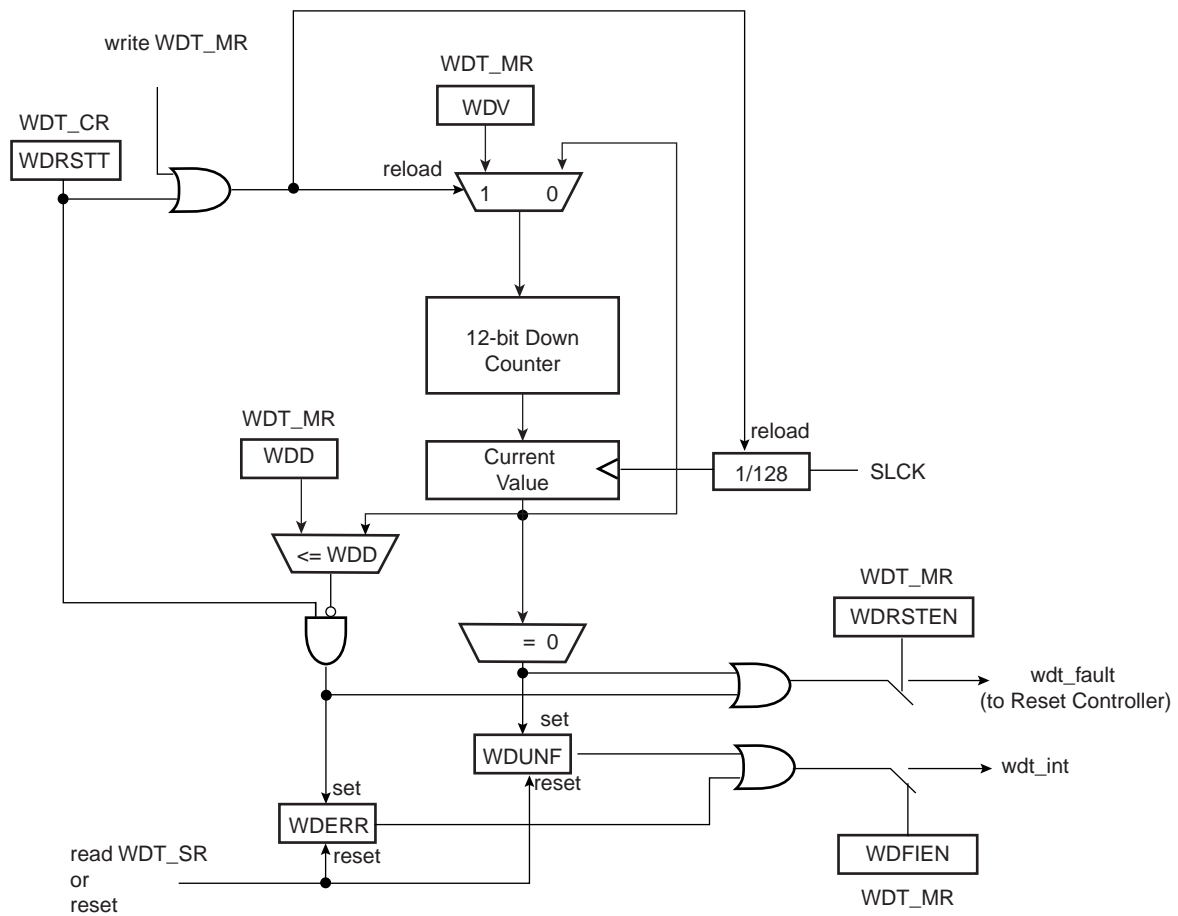 write WDT_MR
WDT_MR
WDV
WDT_CR
WDRSTT
reload
1 0
12-bit Down
Counter
WDT_MR
WDD
reload
Current
Value
1/128
SLCK
<= WDD
WDT_MR
WDRSTEN
= 0
wdt_fault
(to Reset Controller)
set
WDUNF
reset
wdt_int
set
WDERR
reset
read WDT_SR
or
reset
WDFIEN
WDT_MR